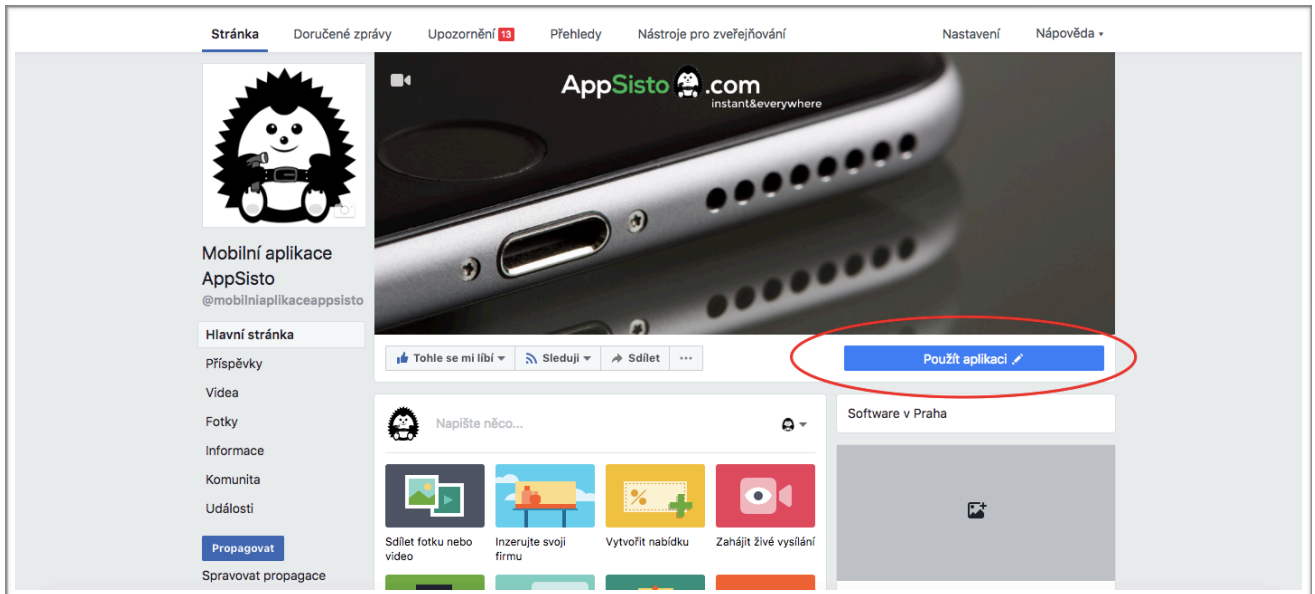 Stránka Doručené zprávy Upozornění 13 Přehledy Nástroje pro zveřejňování Nastavení Nápověda
AppSisto .com
instant&everywhere
Mobilní aplikace
AppSisto
@mobilniaplikaceappsisto
Hlavní stránka
Příspěvky
Videa
Fotky
Informace
Komunita
Události
Propagovat
Spravovat propagace
Tohle se mi líbí Sleduji Sdílet ...
Použít aplikaci
Napište něco...
Software v Praha
Sdílet fotku nebo
video
Inzerujte svoji
firmu
Vytvořit nabídku
Zahájit živé vysílání